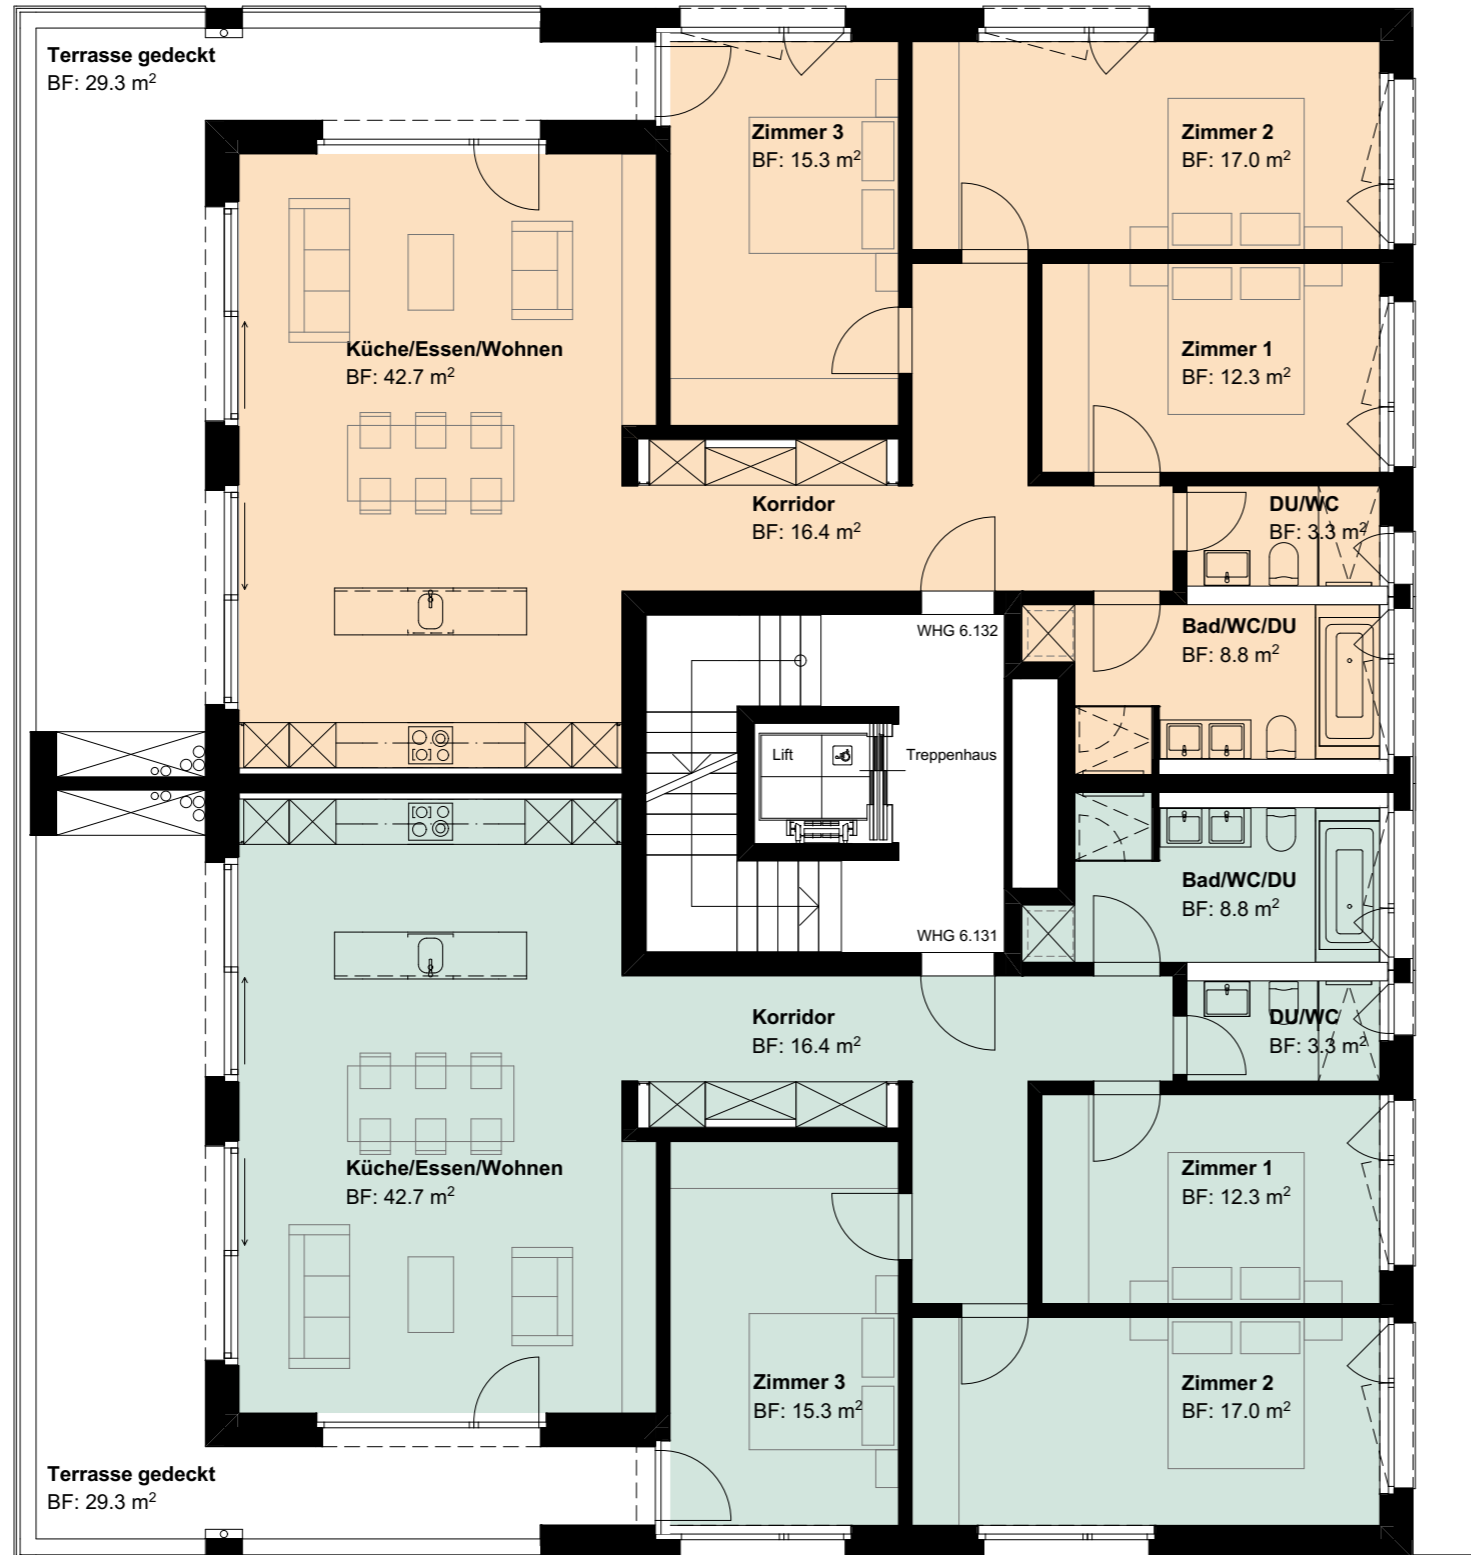 Terrasse gedeckt
BF: 29.3 m²
Zimmer 3
BF: 15.3 m²
Zimmer 2
BF: 17.0 m²
Küche/Essen/Wohnen
BF: 42.7 m²
Zimmer 1
BF: 12.3 m²
Korridor
BF: 16.4 m²
DU/WC
BF: 3.3 m²
WHG 6.132
Bad/WC/DU
BF: 8.8 m²
Lift
Treppenhaus
Bad/WC/DU
BF: 8.8 m²
WHG 6.131
Korridor
BF: 16.4 m²
DU/WC
BF: 3.3 m²
Küche/Essen/Wohnen
BF: 42.7 m²
Zimmer 1
BF: 12.3 m²
Zimmer 3
BF: 15.3 m²
Zimmer 2
BF: 17.0 m²
Terrasse gedeckt
BF: 29.3 m²